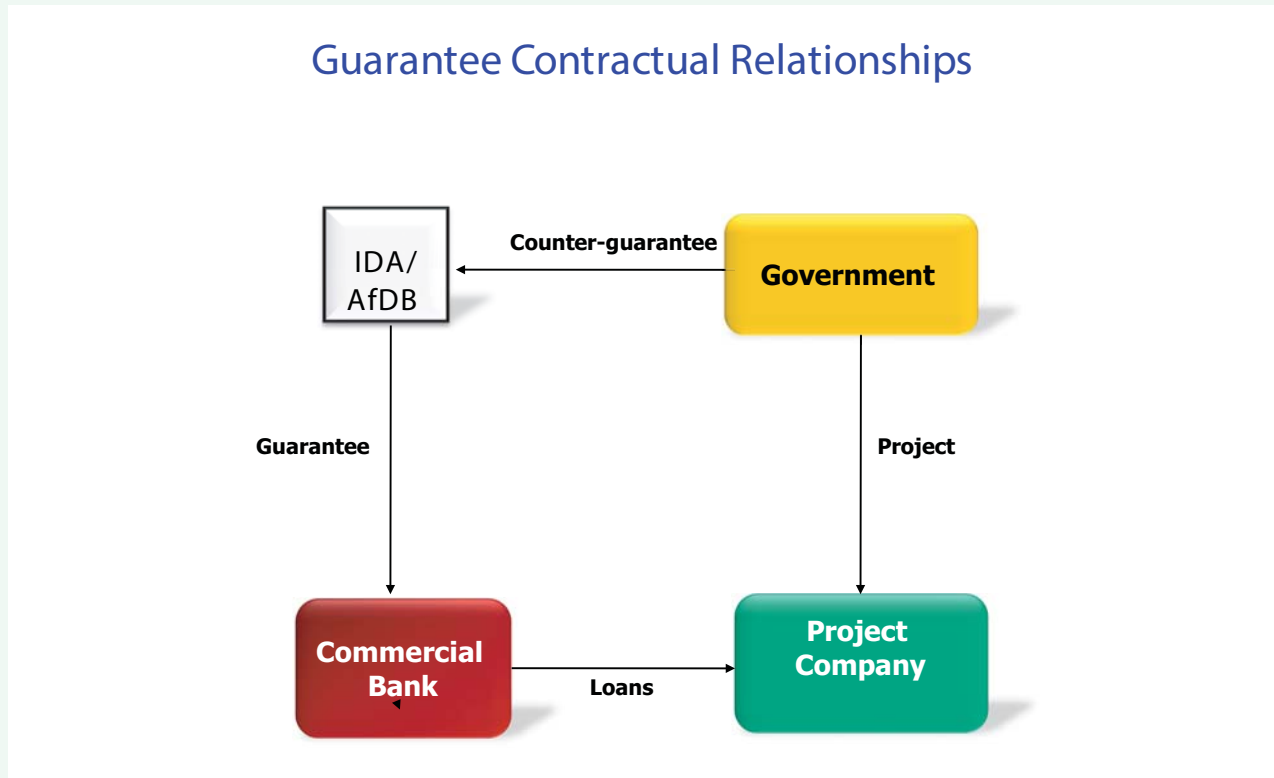 Guarantee Contractual Relationships
IDA/
AfDB
Counter-guarantee
Government
Guarantee
Project
Commercial
Bank
Loans
Project
Company